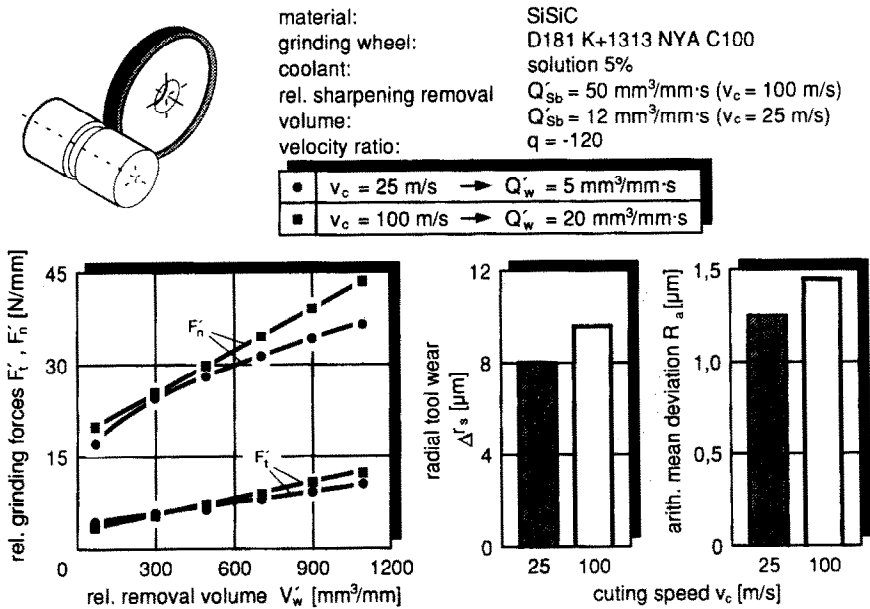 material: SiSiC
grinding wheel: D181 K+1313 NYA C100
coolant: solution 5%
rel. sharpening removal Q′Sb = 50 mm³/mm·s (vc = 100 m/s)
volume: Q′Sb = 12 mm³/mm·s (vc = 25 m/s)
velocity ratio: q = -120
● vc = 25 m/s → Q′w = 5 mm³/mm·s
■ vc = 100 m/s → Q′w = 20 mm³/mm·s
rel. grinding forces F′t , F′n [N/mm]
45
30
15
0 300 600 900 1200
F′n
F′t
rel. removal volume V′w [mm³/mm]
radial tool wear
Δrs [µm]
12
8
4
0
25 100
arith. mean deviation Ra [µm]
1,5
1,0
0,5
0
25 100
cuting speed vc [m/s]